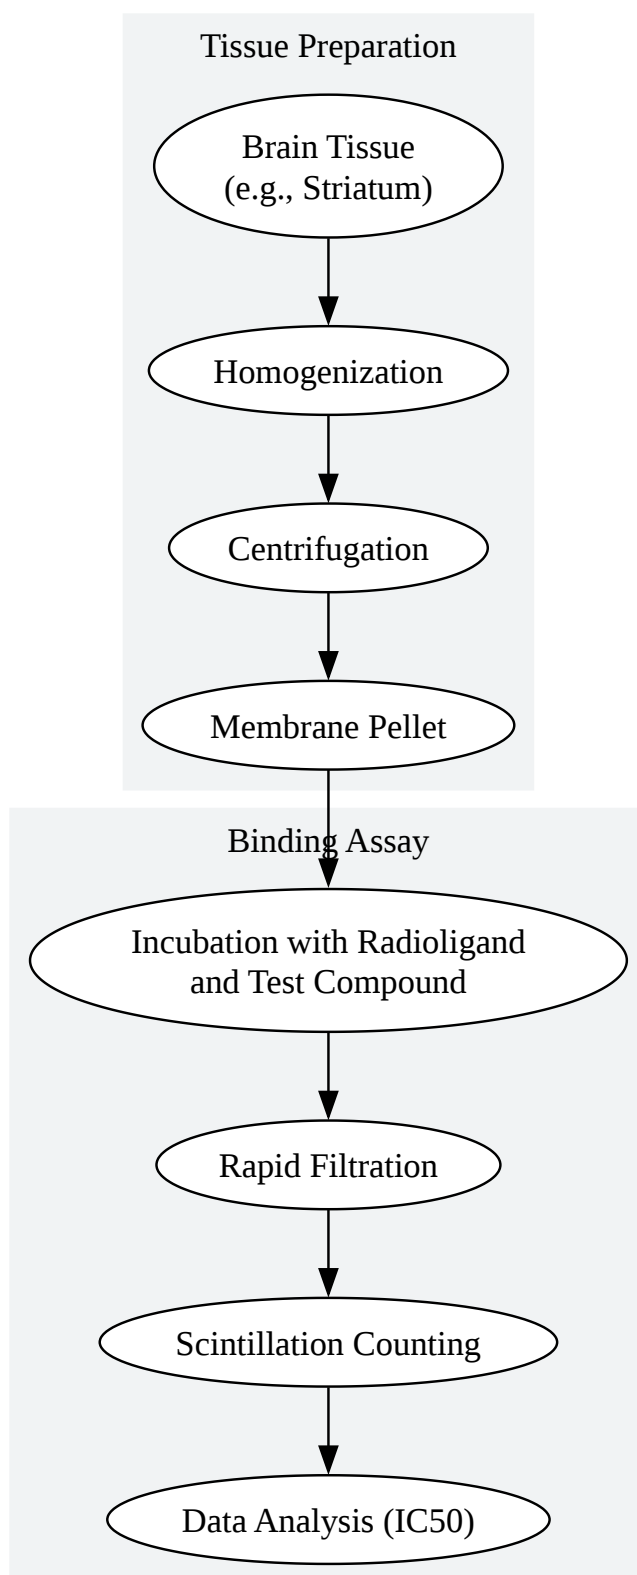 Tissue Preparation
Brain Tissue
(e.g., Striatum)
Homogenization
Centrifugation
Membrane Pellet
Binding Assay
Incubation with Radioligand
and Test Compound
Rapid Filtration
Scintillation Counting
Data Analysis (IC50)